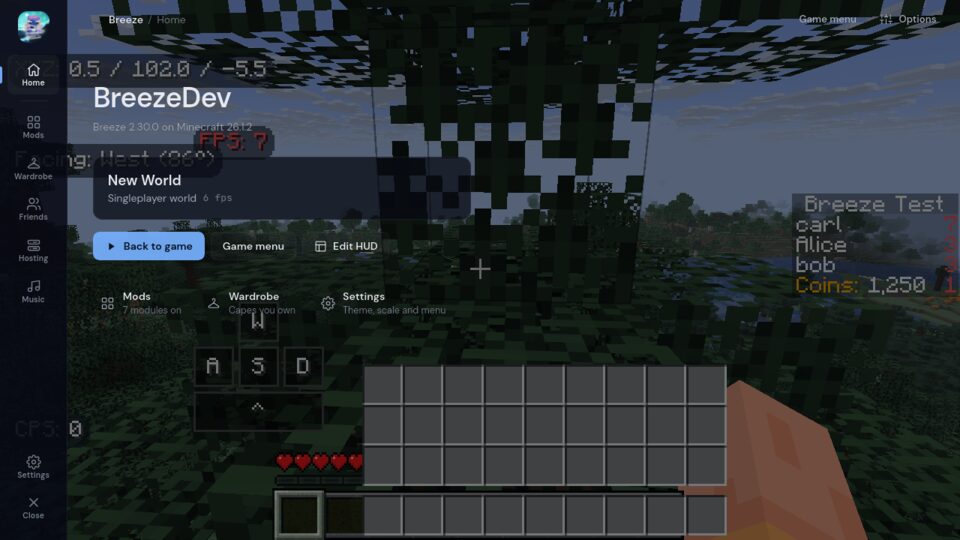 Breeze / Home
Game menu
Options
0.5 / 102.0 / -5.5
Home
BreezeDev
Breeze 2.30.0 on Minecraft 26.1.2
Mods
FPS: 7
Facing: West (86°)
Wardrobe
New World
Singleplayer world 6 fps
Friends
Breeze Test
carl
Alice
bob
Coins: 1,250 1
Back to game
Game menu
Edit HUD
Hosting
Music
Mods
7 modules on
Wardrobe
Capes you own
Settings
Theme, scale and menu
W
A S D
^
CPS: 0
Settings
Close